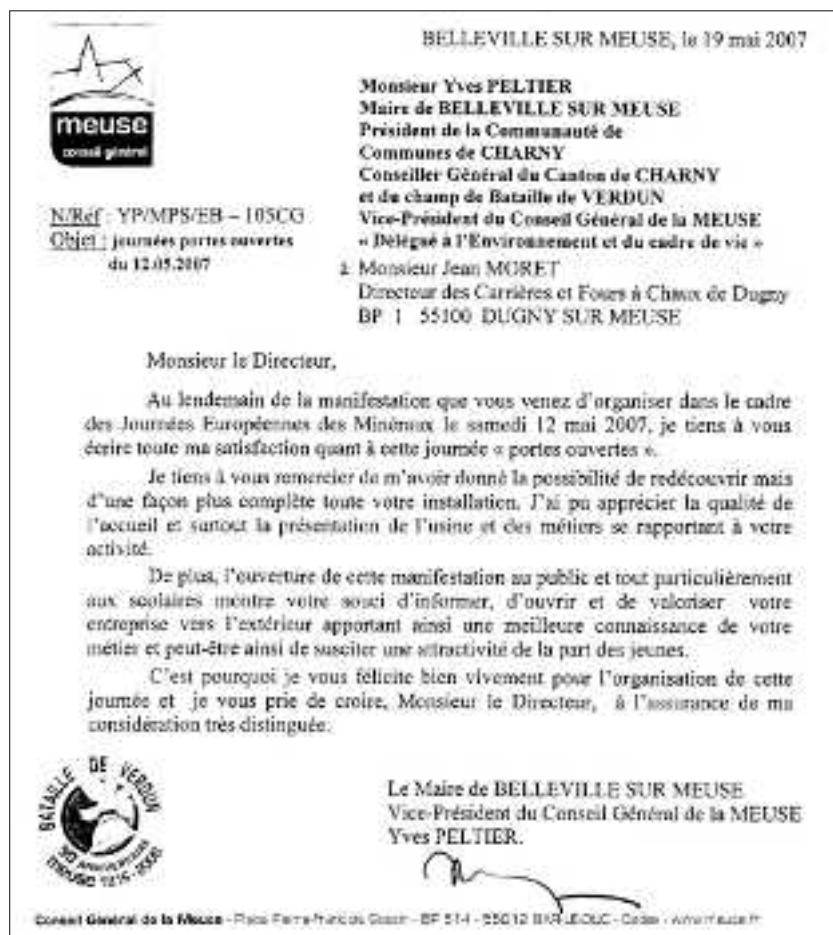 BELLEVILLE SUR MEUSE, le 19 mai 2007
meuse
conseil général
Monsieur Yves PELTIER
Maire de BELLEVILLE SUR MEUSE
Président de la Communauté de
Communes de CHARNY
Conseiller Général du Canton de CHARNY
et du champ de Bataille de VERDUN
Vice-Président du Conseil Général de la MEUSE
« Délégué à l'Environnement et du cadre de vie »
N/Réf : YP/MPS/EB – 105CG
Objet : journées portes ouvertes
du 12.05.2007
Monsieur Jean MORET
Directeur des Carrières et Fours à Chaux de Dugny
BP 1 55100 DUGNY SUR MEUSE
Monsieur le Directeur,
Au lendemain de la manifestation que vous venez d'organiser dans le cadre
des Journées Européennes des Minéraux le samedi 12 mai 2007, je tiens à vous
écrire toute ma satisfaction quant à cette journée « portes ouvertes ».
Je tiens à vous remercier de m'avoir donné la possibilité de redécouvrir mais
d'une façon plus complète toute votre installation. J'ai pu apprécier la qualité de
l'accueil et surtout la présentation de l'usine et des métiers se rapportant à votre
activité.
De plus, l'ouverture de cette manifestation au public et tout particulièrement
aux scolaires montre votre souci d'informer, d'ouvrir et de valoriser votre
entreprise vers l'extérieur apportant ainsi une meilleure connaissance de votre
métier et peut-être ainsi de susciter une attractivité de la part des jeunes.
C'est pourquoi je vous félicite bien vivement pour l'organisation de cette
journée et je vous prie de croire, Monsieur le Directeur, à l'assurance de ma
considération très distinguée.
BATAILLE DE VERDUN
Le Maire de BELLEVILLE SUR MEUSE
Vice-Président du Conseil Général de la MEUSE
Yves PELTIER.
Conseil Général de la Meuse - BP 514 - 55012 BAR-LE-DUC - Cedex - www.meuse.fr